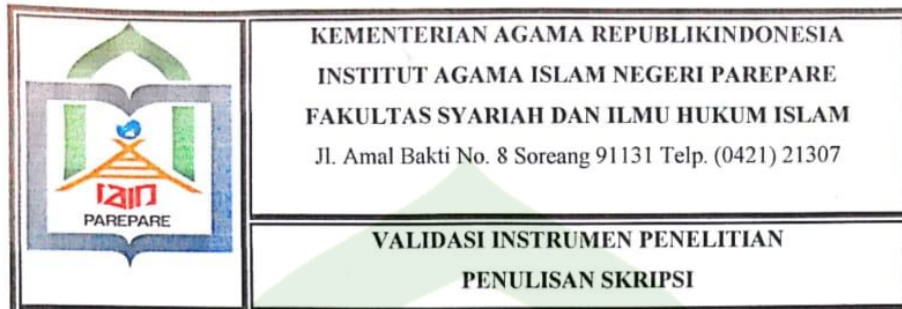 KEMENTERIAN AGAMA REPUBLIKINDONESIA
INSTITUT AGAMA ISLAM NEGERI PAREPARE
FAKULTAS SYARIAH DAN ILMU HUKUM ISLAM
Jl. Amal Bakti No. 8 Soreang 91131 Telp. (0421) 21307
iain
PAREPARE
VALIDASI INSTRUMEN PENELITIAN
PENULISAN SKRIPSI